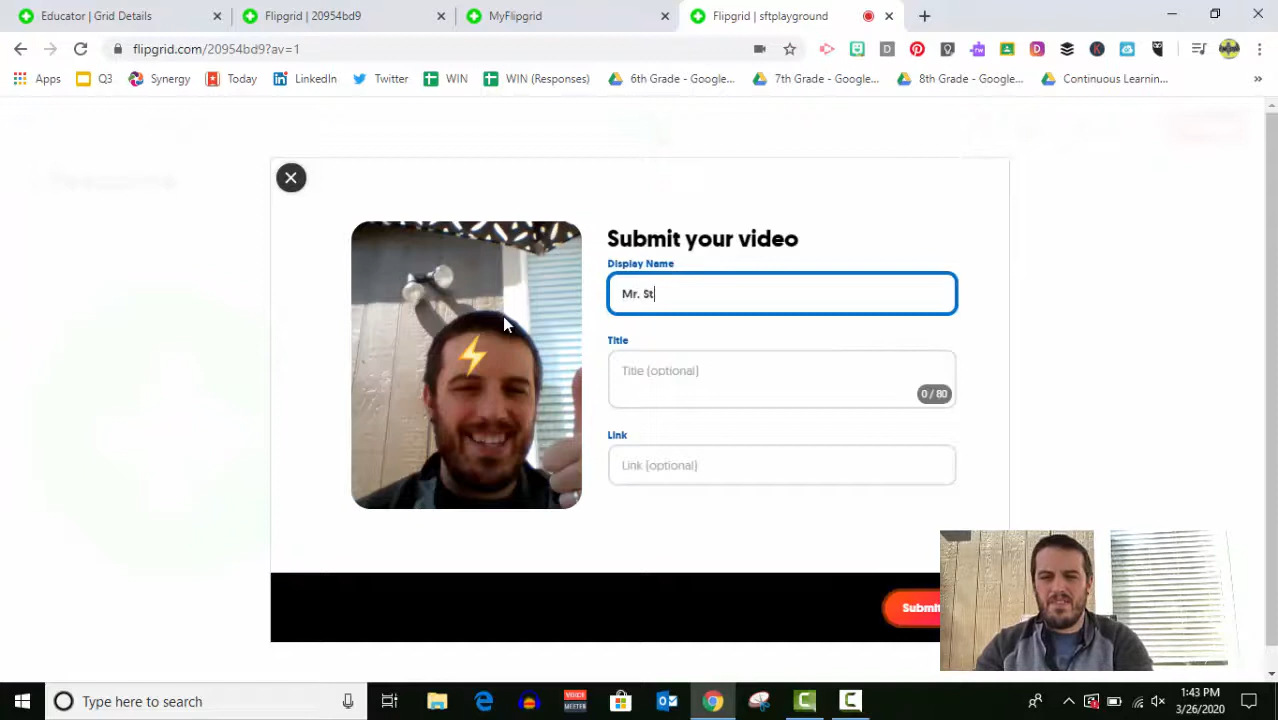 Educator | Grid Details
Flipgrid | 20954bd9
MyFlipgrid
Flipgrid | sftplayground
flipgrid.com/20954bd9?av=1
Apps
Q3
Synergy
Today
LinkedIn
Twitter
WIN
WIN (Responses)
6th Grade - Google...
7th Grade - Google...
8th Grade - Google...
Continuous Learnin...
Submit your video
Display Name
Mr. St
Title
Title (optional)
0 / 80
Link
Link (optional)
Type here to search
1:43 PM
3/26/2020